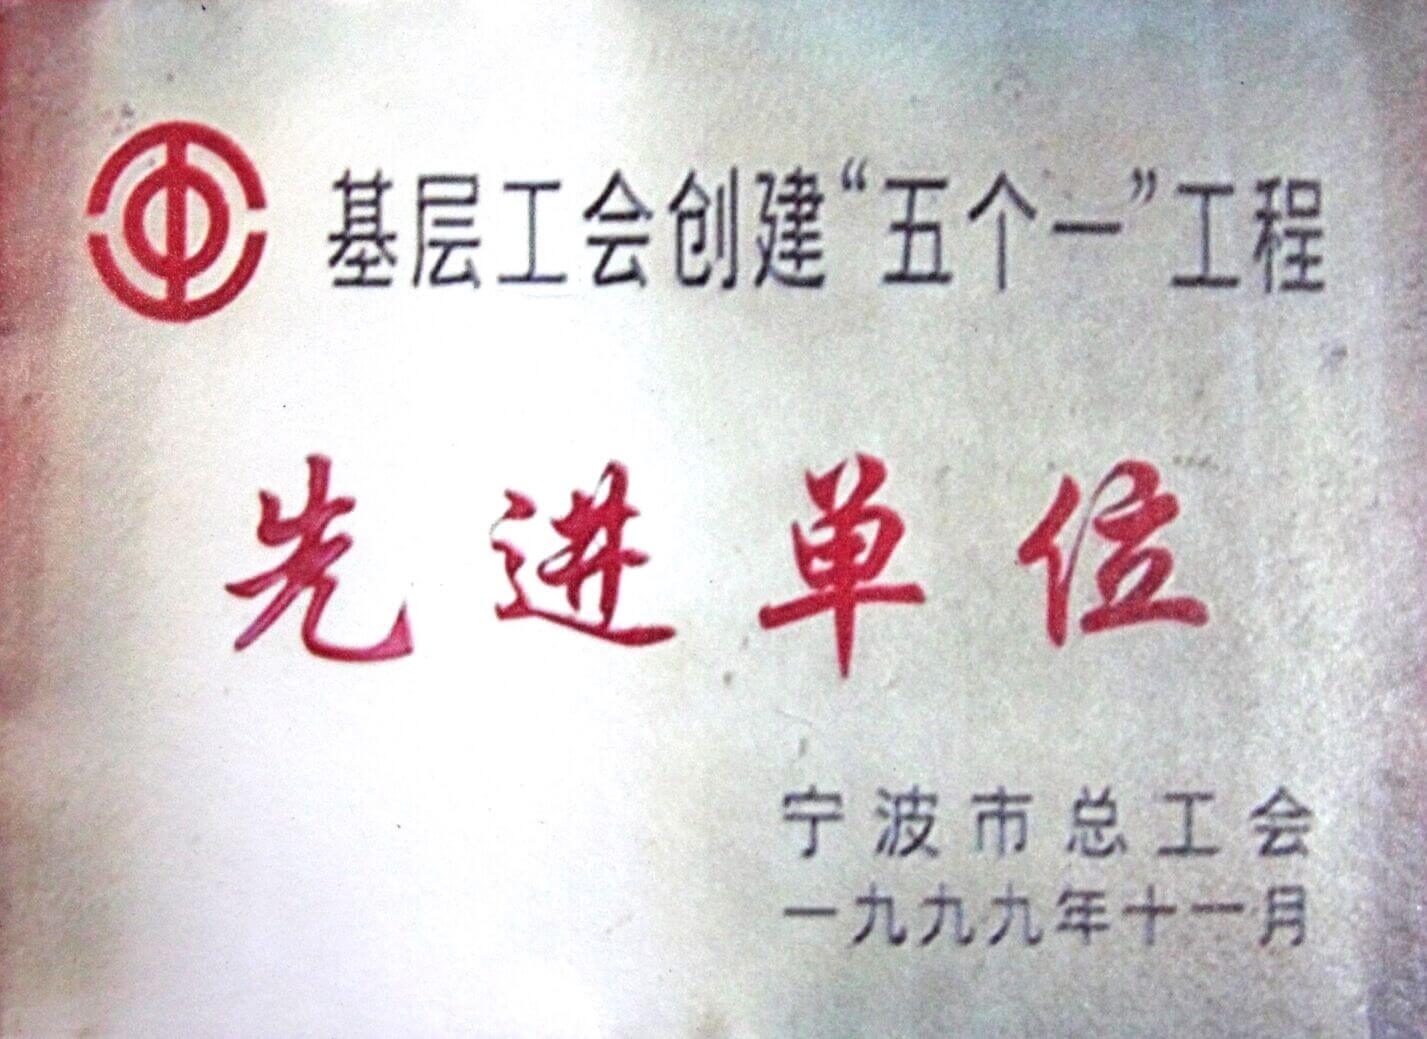 基层工会创建“五个一”工程
先进单位
宁波市总工会
一九九九年十一月